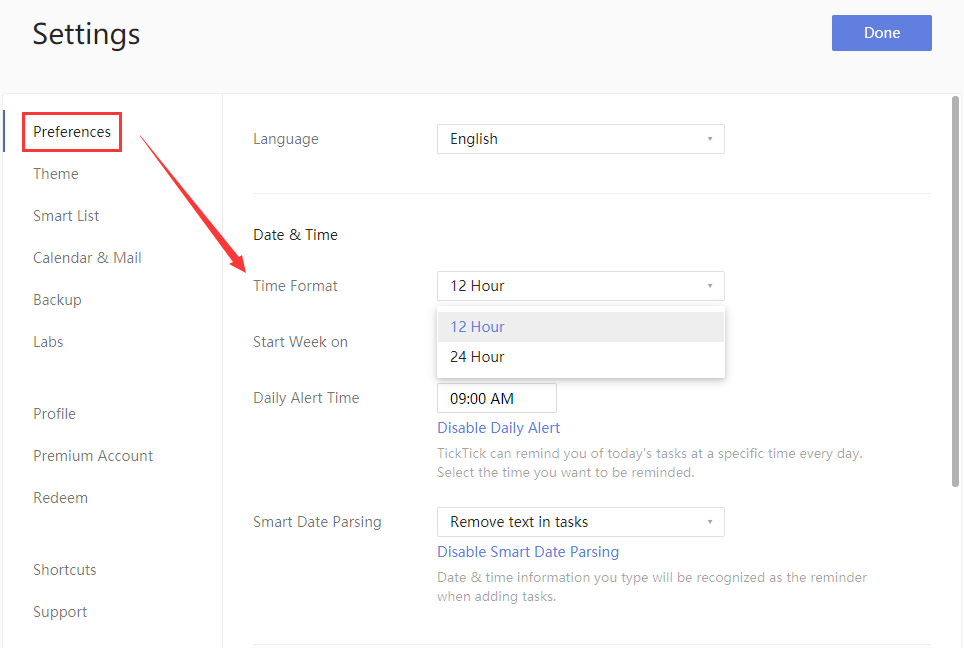 Settings
Done
Preferences
Theme
Smart List
Calendar & Mail
Backup
Labs
Profile
Premium Account
Redeem
Shortcuts
Support
Language
English
Date & Time
Time Format
12 Hour
12 Hour
24 Hour
Start Week on
Daily Alert Time
09:00 AM
Disable Daily Alert
TickTick can remind you of today's tasks at a specific time every day.
Select the time you want to be reminded.
Smart Date Parsing
Remove text in tasks
Disable Smart Date Parsing
Date & time information you type will be recognized as the reminder
when adding tasks.